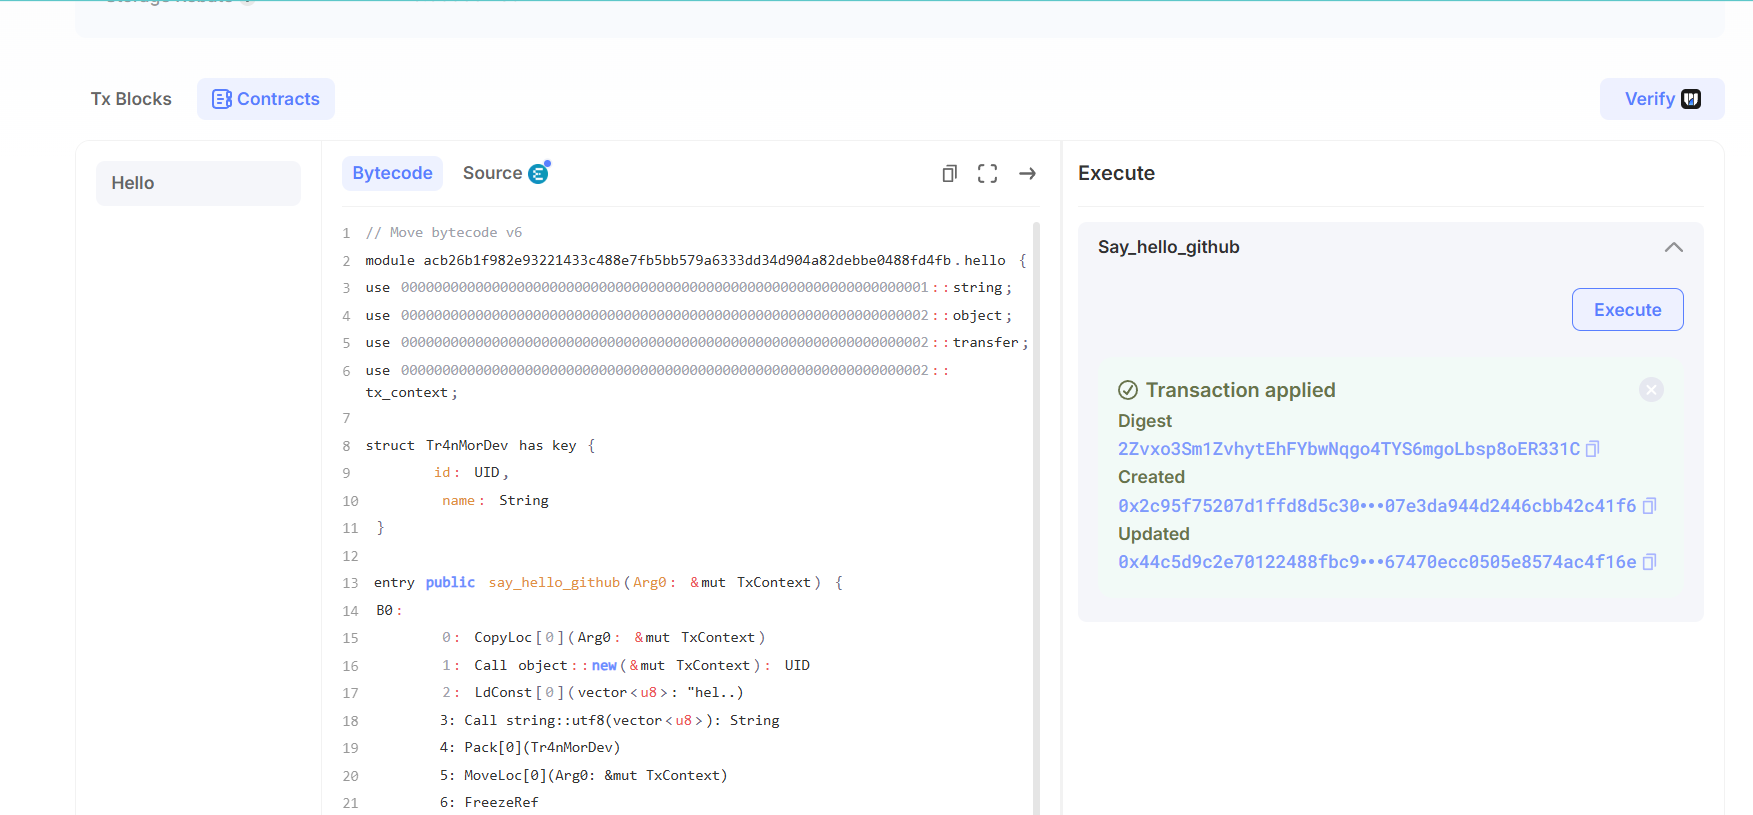 Tx Blocks
Contracts
Verify
Hello
Bytecode
Source
Execute
1 // Move bytecode v6
2 module acb26b1f982e93221433c488e7fb5bb579a6333dd34d904a82debbe0488fd4fb.hello {
3 use 0000000000000000000000000000000000000000000000000000000000000001::string;
4 use 0000000000000000000000000000000000000000000000000000000000000002::object;
5 use 0000000000000000000000000000000000000000000000000000000000000002::transfer;
6 use 0000000000000000000000000000000000000000000000000000000000000002::
tx_context;
7
8 struct Tr4nMorDev has key {
9 id: UID,
10 name: String
11 }
12
13 entry public say_hello_github(Arg0: &mut TxContext) {
14 B0:
15 0: CopyLoc[0](Arg0: &mut TxContext)
16 1: Call object::new(&mut TxContext): UID
17 2: LdConst[0](vector<u8>: "hel..)
18 3: Call string::utf8(vector<u8>): String
19 4: Pack[0](Tr4nMorDev)
20 5: MoveLoc[0](Arg0: &mut TxContext)
21 6: FreezeRef
Say_hello_github
Execute
Transaction applied
Digest
2Zvxo3Sm1ZvhytEhFYbwNqgo4TYS6mgoLbsp8oER331C
Created
0x2c95f75207d1ffd8d5c30•••07e3da944d2446cbb42c41f6
Updated
0x44c5d9c2e70122488fbc9•••67470ecc0505e8574ac4f16e